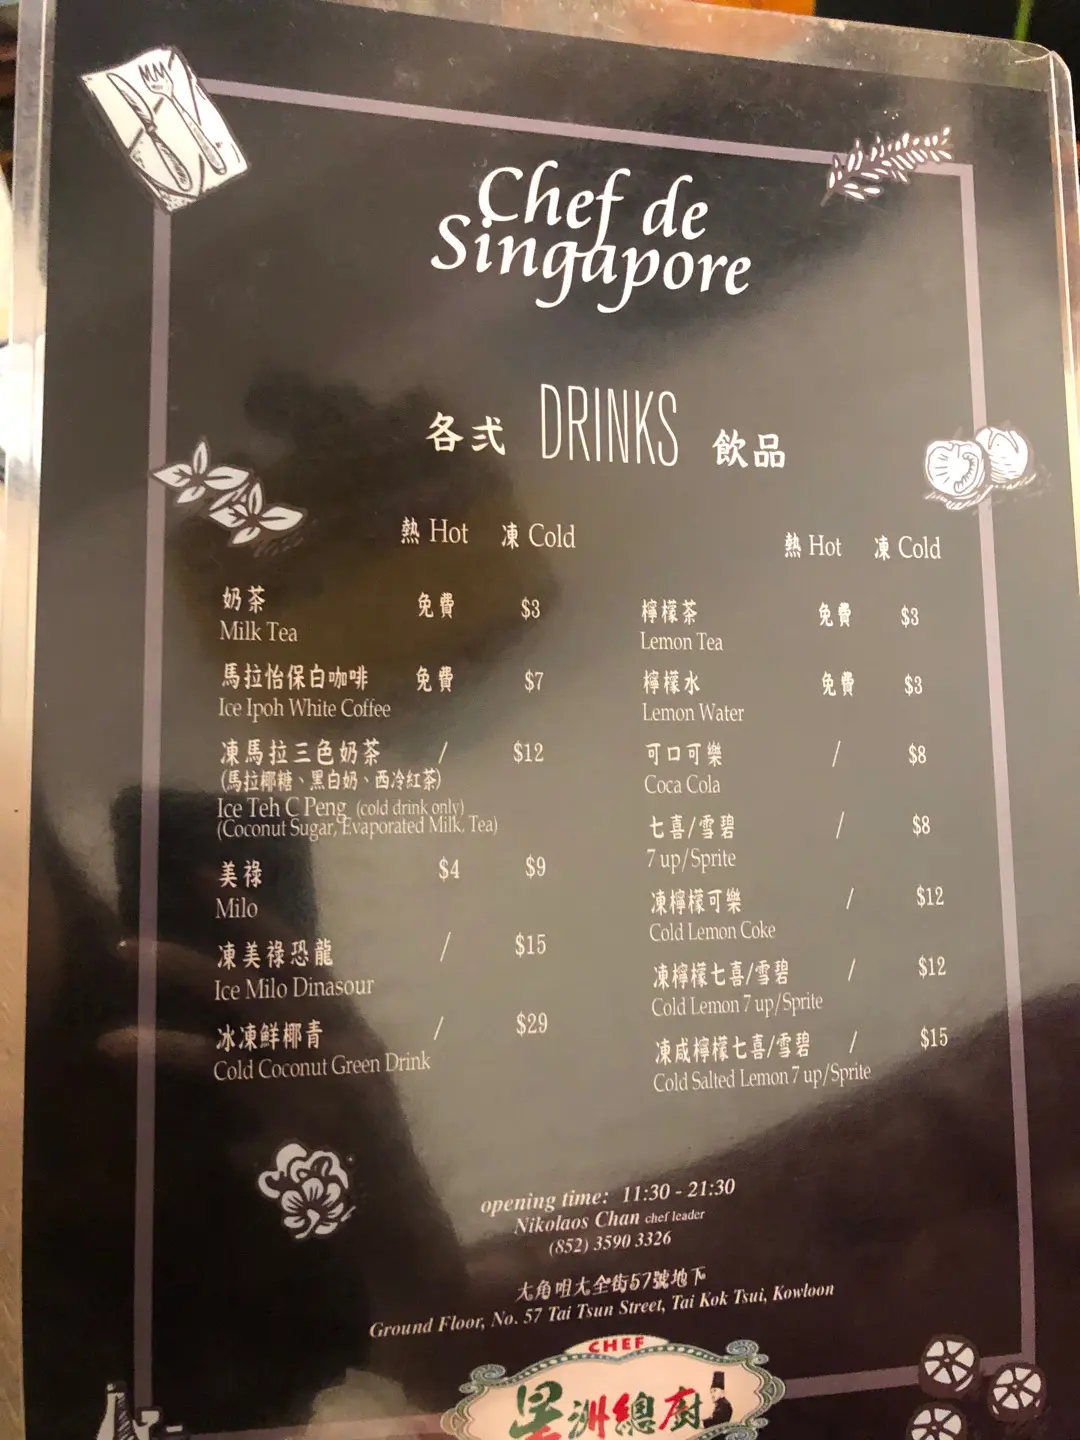 Chef de
Singapore
各式 DRINKS 飲品
熱 Hot 凍 Cold
奶茶 免費 $3
Milk Tea
馬拉怡保白咖啡 免費 $7
Ice Ipoh White Coffee
凍馬拉三色奶茶 / $12
(馬拉椰糖、黑白奶、西冷紅茶)
Ice Teh C Peng (cold drink only)
(Coconut Sugar, Evaporated Milk, Tea)
美祿 $4 $9
Milo
凍美祿恐龍 / $15
Ice Milo Dinasour
冰凍鮮椰青 / $29
Cold Coconut Green Drink
熱 Hot 凍 Cold
檸檬茶 免費 $3
Lemon Tea
檸檬水 免費 $3
Lemon Water
可口可樂 / $8
Coca Cola
七喜/雪碧 / $8
7 up/Sprite
凍檸檬可樂 / $12
Cold Lemon Coke
凍檸檬七喜/雪碧 / $12
Cold Lemon 7 up/Sprite
凍咸檸檬七喜/雪碧 / $15
Cold Salted Lemon 7 up/Sprite
opening time: 11:30 - 21:30
Nikolaos Chan chef leader
(852) 3590 3326
大角咀大全街57號地下
Ground Floor, No. 57 Tai Tsun Street, Tai Kok Tsui, Kowloon
CHEF
星洲總廚